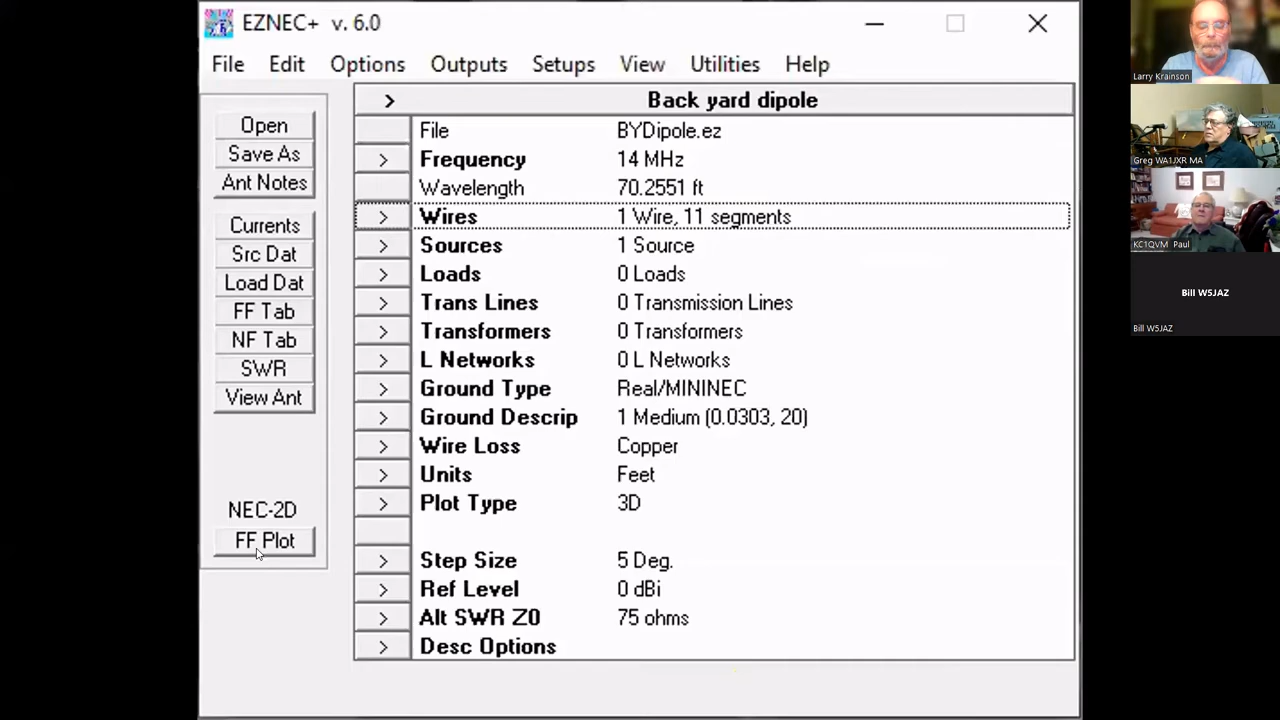 EZNEC+ v. 6.0
File Edit Options Outputs Setups View Utilities Help
> Back yard dipole
Open
Save As
Ant Notes
Currents
Src Dat
Load Dat
FF Tab
NF Tab
SWR
View Ant
NEC-2D
FF Plot
File BYDipole.ez
> Frequency 14 MHz
Wavelength 70.2551 ft
> Wires 1 Wire, 11 segments
> Sources 1 Source
> Loads 0 Loads
> Trans Lines 0 Transmission Lines
> Transformers 0 Transformers
> L Networks 0 L Networks
> Ground Type Real/MININEC
> Ground Descrip 1 Medium (0.0303, 20)
> Wire Loss Copper
> Units Feet
> Plot Type 3D
> Step Size 5 Deg.
> Ref Level 0 dBi
> Alt SWR Z0 75 ohms
> Desc Options
Larry Krainson
Greg WA1JXR MA
KC1QVM Paul
Bill W5JAZ
Bill W5JAZ